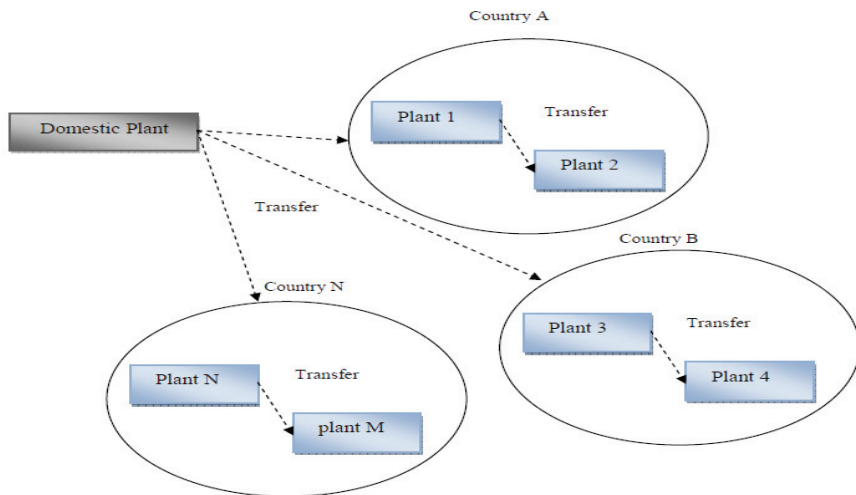 Country A
Plant 1
Transfer
Domestic Plant
Plant 2
Transfer
Country B
Country N
Plant 3
Transfer
Plant N
Transfer
Plant 4
plant M